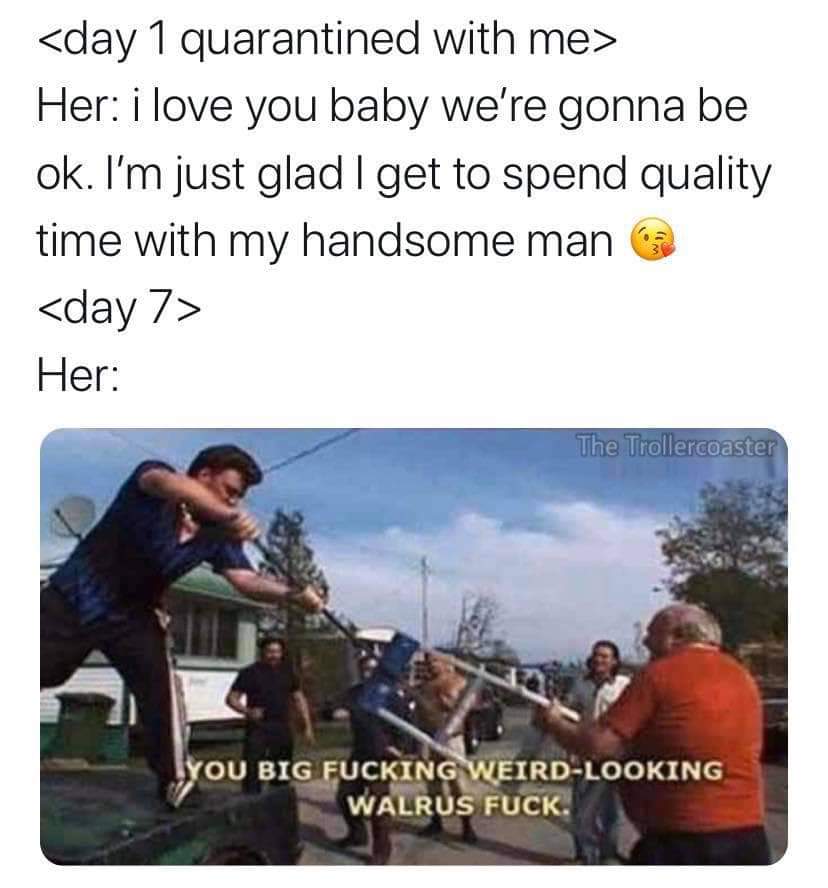 <day 1 quarantined with me>
Her: i love you baby we're gonna be
ok. I'm just glad I get to spend quality
time with my handsome man 😘
<day 7>
Her:
The Trollercoaster
YOU BIG FUCKING WEIRD-LOOKING
WALRUS FUCK.